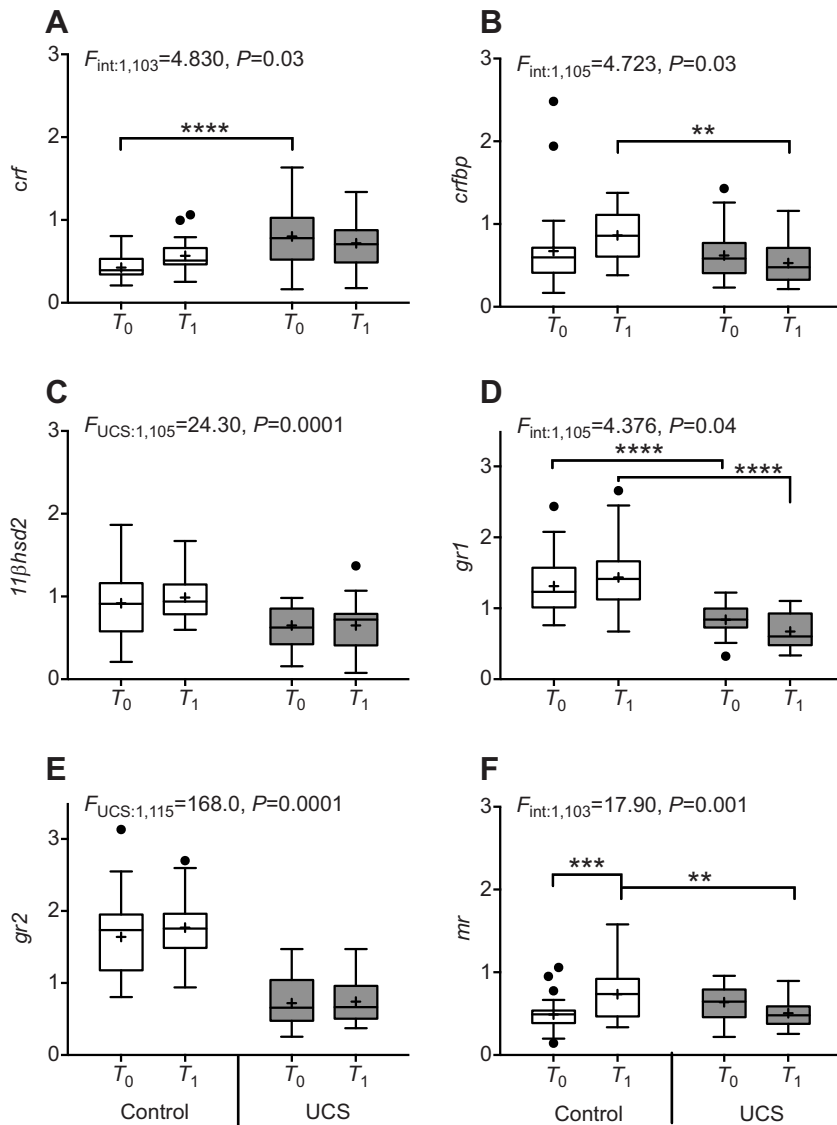 A
F_int:1,103=4.830, P=0.03
3
2
1
0
crf
****
T0 T1 T0 T1
B
F_int:1,105=4.723, P=0.03
3
2
1
0
crfbp
**
T0 T1 T0 T1
C
F_UCS:1,105=24.30, P=0.0001
3
2
1
0
11βhsd2
T0 T1 T0 T1
D
F_int:1,105=4.376, P=0.04
3
2
1
0
gr1
****
****
T0 T1 T0 T1
E
F_UCS:1,115=168.0, P=0.0001
3
2
1
0
gr2
T0 T1 T0 T1
Control UCS
F
F_int:1,103=17.90, P=0.001
3
2
1
0
mr
***
**
T0 T1 T0 T1
Control UCS